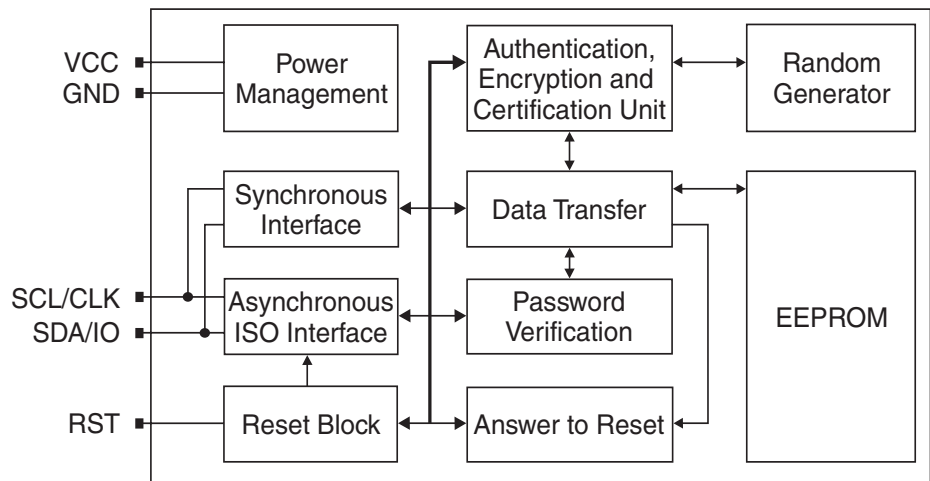 VCC
GND
SCL/CLK
SDA/IO
RST
Power
Management
Synchronous
Interface
Asynchronous
ISO Interface
Reset Block
Authentication,
Encryption and
Certification Unit
Data Transfer
Password
Verification
Answer to Reset
Random
Generator
EEPROM